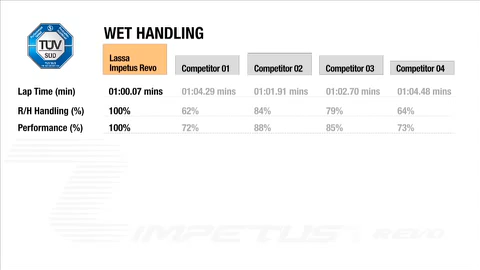 TÜV
SÜD
WET HANDLING
Lassa
Impetus Revo
Competitor 01
Competitor 02
Competitor 03
Competitor 04
Lap Time (min) 01:00.07 mins 01:04.29 mins 01:01.91 mins 01:02.70 mins 01:04.48 mins
R/H Handling (%) 100% 62% 84% 79% 64%
Performance (%) 100% 72% 88% 85% 73%
IMPETUS REVO